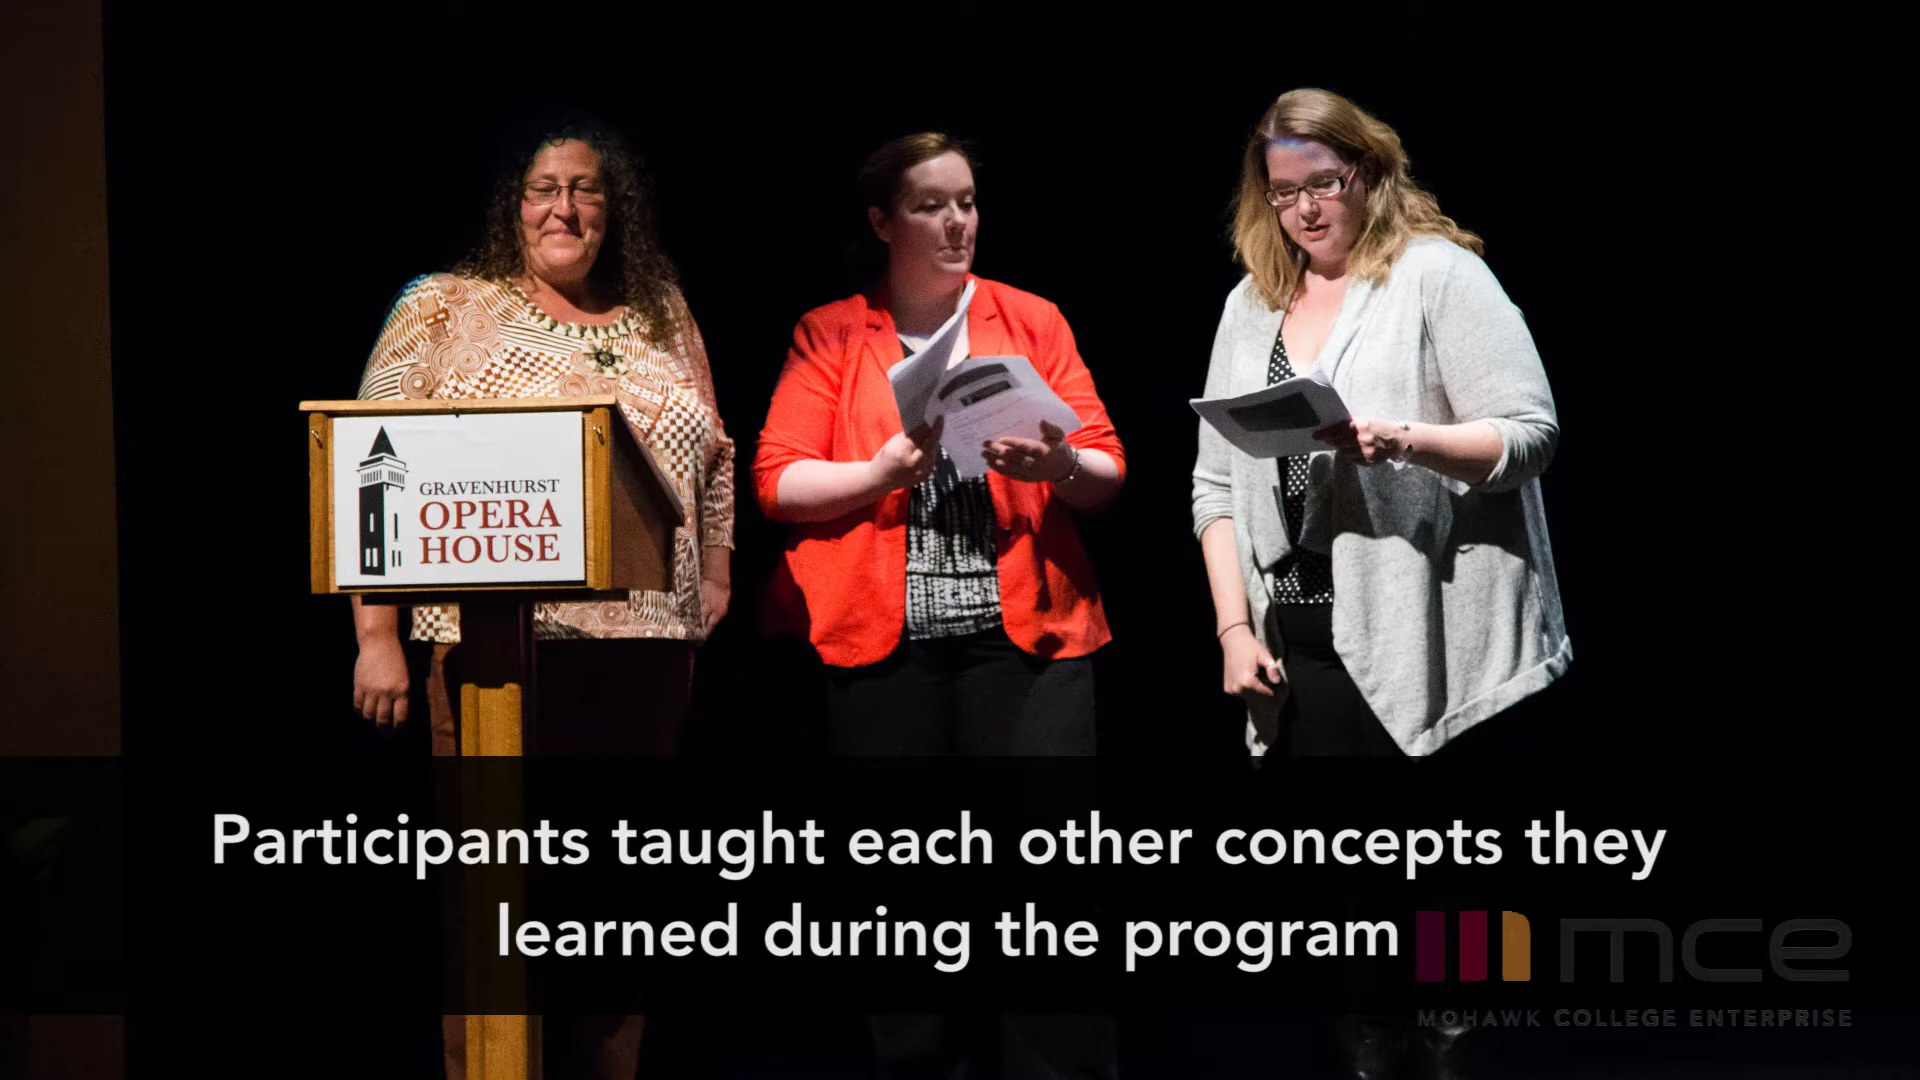 GRAVENHURST
OPERA
HOUSE
Participants taught each other concepts they
learned during the program
mce
MOHAWK COLLEGE ENTERPRISE